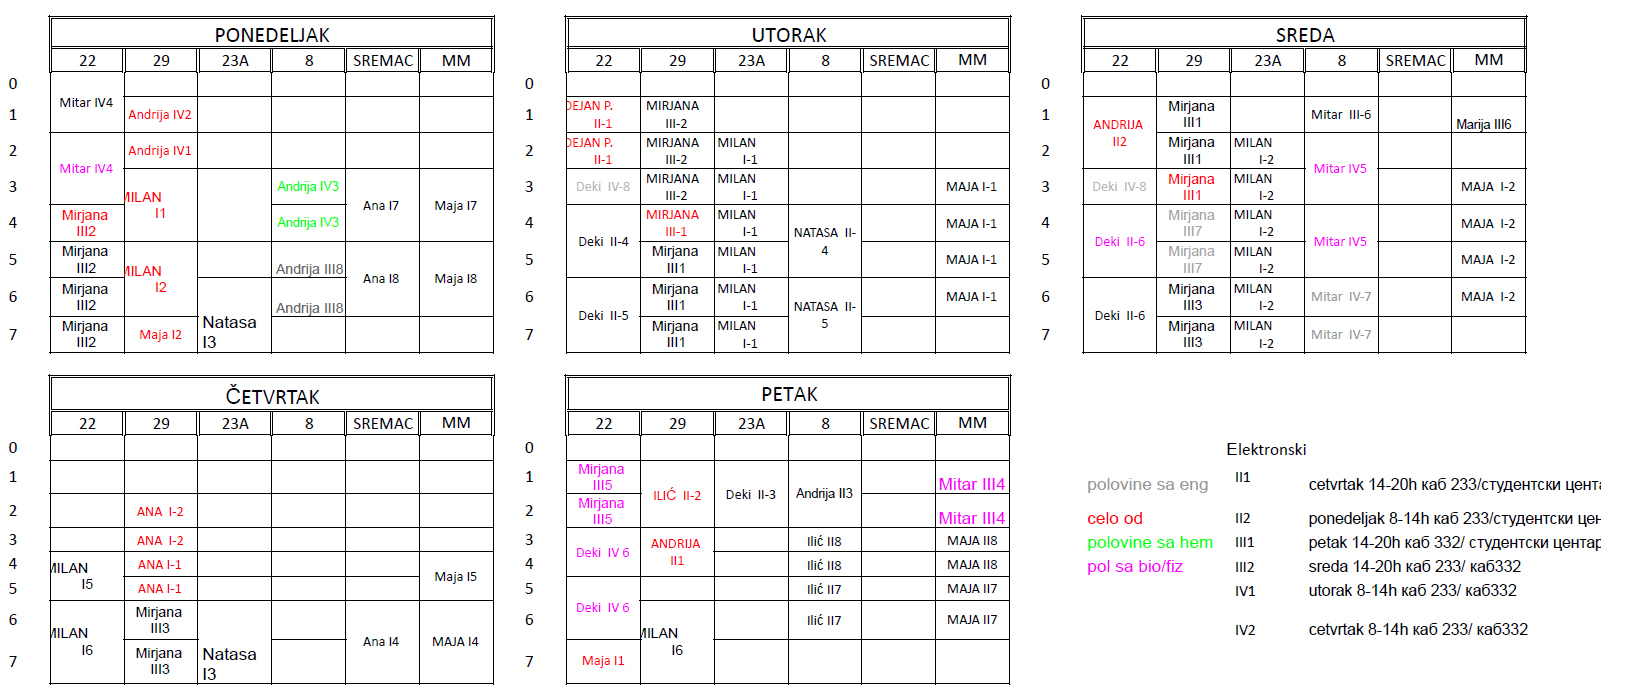 PONEDELJAK
22 29 23A 8 SREMAC MM
0
Mitar IV4
1 Andrija IV2
2 Mitar IV4 Andrija IV1
3 MILAN I1 Andrija IV3 Ana I7 Maja I7
4 Mirjana III2 Andrija IV3
5 Mirjana III2 MILAN I2 Andrija III8 Ana I8 Maja I8
6 Mirjana III2 Natasa I3 Andrija III8
7 Mirjana III2 Maja I2
UTORAK
22 29 23A 8 SREMAC MM
0
1 DEJAN P. II-1 MIRJANA III-2
2 DEJAN P. II-1 MIRJANA III-2 MILAN I-1
3 Deki IV-8 MIRJANA III-2 MILAN I-1 MAJA I-1
4 Deki II-4 MIRJANA III-1 MILAN I-1 NATASA II-4 MAJA I-1
5 Mirjana III1 MILAN I-1 MAJA I-1
6 Deki II-5 Mirjana III1 MILAN I-1 NATASA II-5 MAJA I-1
7 Mirjana III1 MILAN I-1
SREDA
22 29 23A 8 SREMAC MM
0
1 ANDRIJA II2 Mirjana III1 Mitar III-6 Marija III6
2 Mirjana III1 MILAN I-2 Mitar IV5
3 Deki IV-8 Mirjana III1 MILAN I-2 MAJA I-2
4 Deki II-6 Mirjana III7 MILAN I-2 Mitar IV5 MAJA I-2
5 Mirjana III7 MILAN I-2 MAJA I-2
6 Deki II-6 Mirjana III3 MILAN I-2 Mitar IV-7 MAJA I-2
7 Mirjana III3 MILAN I-2 Mitar IV-7
ČETVRTAK
22 29 23A 8 SREMAC MM
0
1
2 ANA I-2
3 ANA I-2
4 MILAN I5 ANA I-1 Maja I5
5 ANA I-1
6 MILAN I6 Mirjana III3 Natasa I3 Ana I4 MAJA I4
7 Mirjana III3
PETAK
22 29 23A 8 SREMAC MM
0
1 Mirjana III5 ILIĆ II-2 Deki II-3 Andrija II3 Mitar III4
2 Mirjana III5 Mitar III4
3 Deki IV 6 ANDRIJA II1 Ilić II8 MAJA II8
4 Ilić II8 MAJA II8
5 Deki IV 6 Ilić II7 MAJA II7
6 MILAN I6 Ilić II7 MAJA II7
7 Maja I1
Elektronski
polovine sa eng II1 cetvrtak 14-20h каб 233/студентски цента
celo od II2 ponedeljak 8-14h каб 233/студентски цен
polovine sa hem III1 petak 14-20h каб 332/ студентски центар
pol sa bio/fiz III2 sreda 14-20h каб 233/ каб332
IV1 utorak 8-14h каб 233/ каб332
IV2 cetvrtak 8-14h каб 233/ каб332